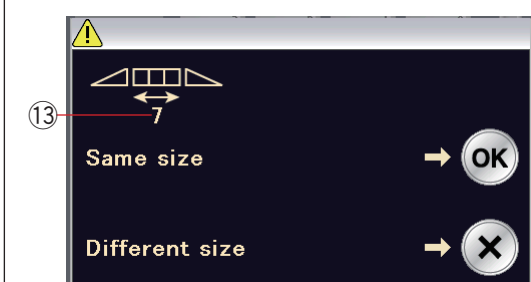 ⑬ 7
Same size → OK
Different size → ×